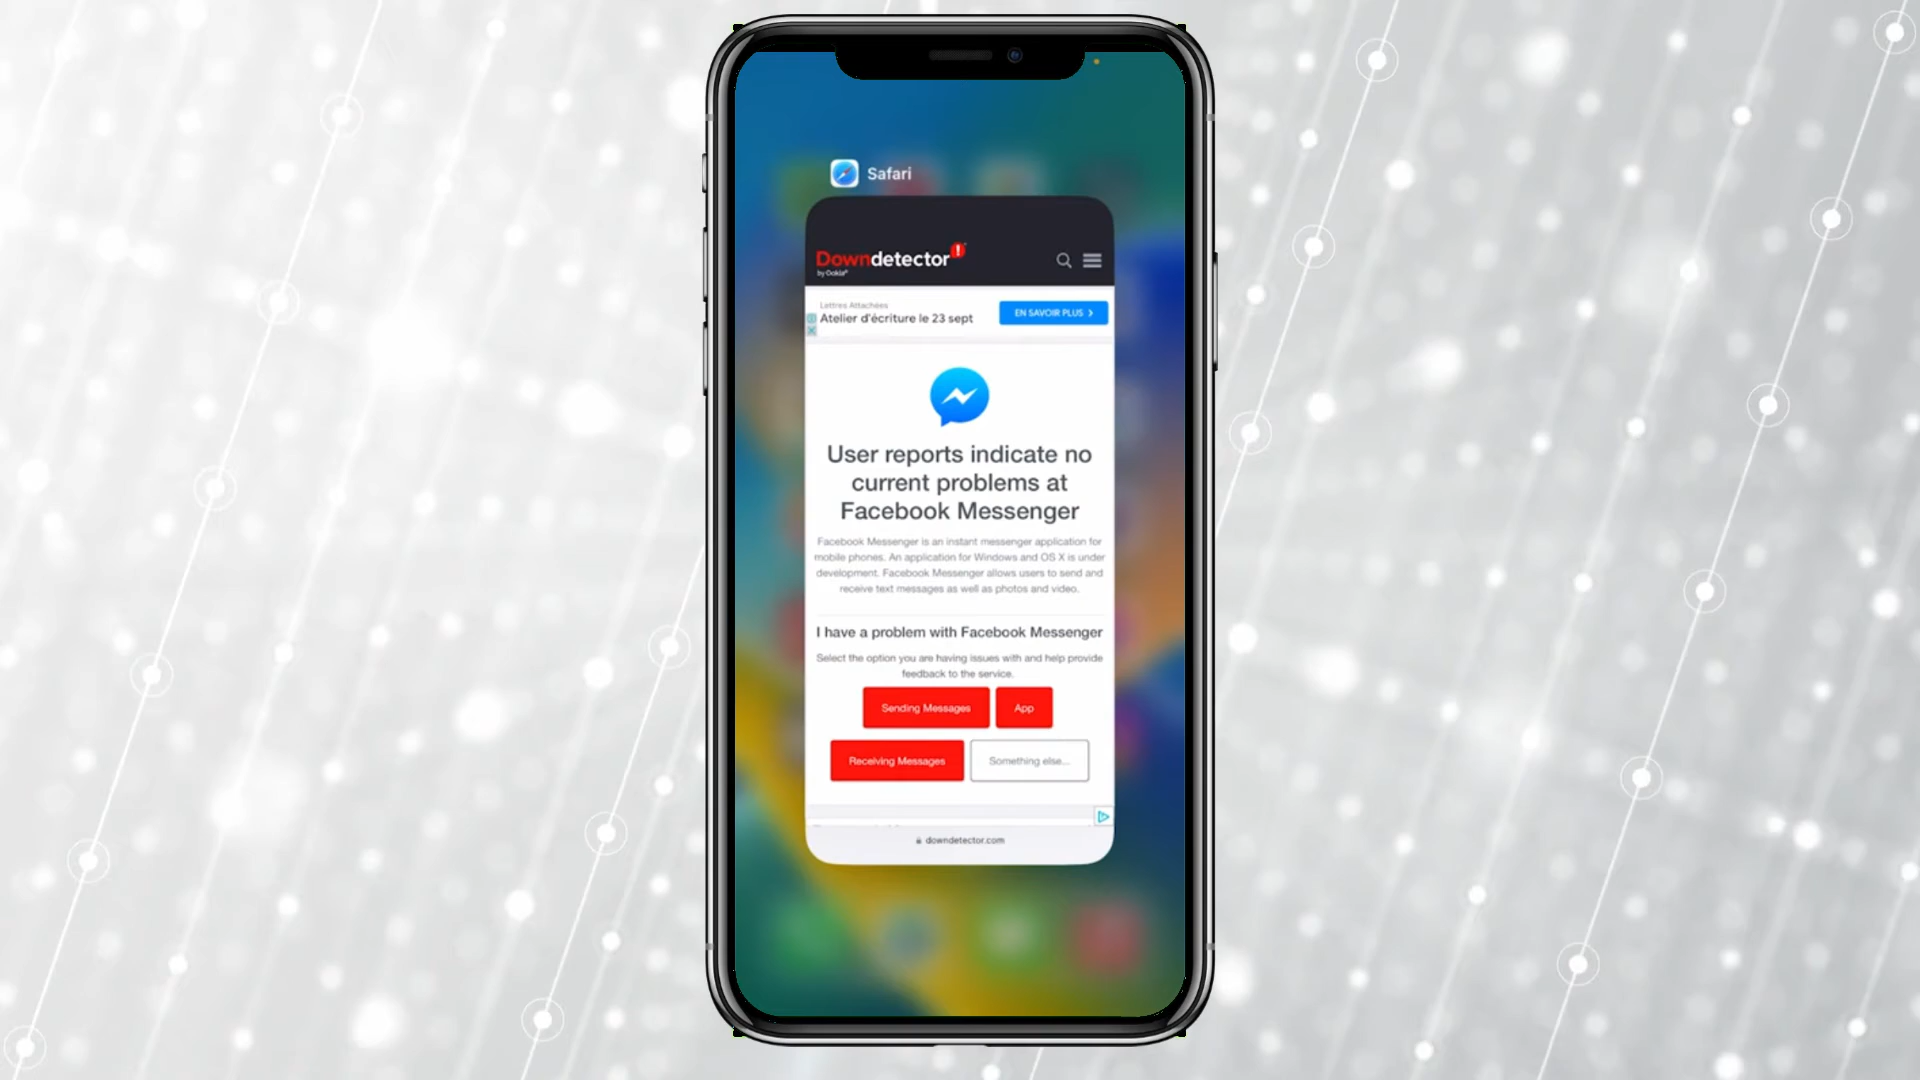 Safari
Downdetector
by Ookla
Lettres Attachées
Atelier d'écriture le 23 sept
EN SAVOIR PLUS
User reports indicate no
current problems at
Facebook Messenger
Facebook Messenger is an instant messenger application for
mobile phones. An application for Windows and OS X is under
development. Facebook Messenger allows users to send and
receive text messages as well as photos and video.
I have a problem with Facebook Messenger
Select the option you are having issues with and help provide
feedback to the service.
Sending Messages
App
Receiving Messages
Something else...
downdetector.com